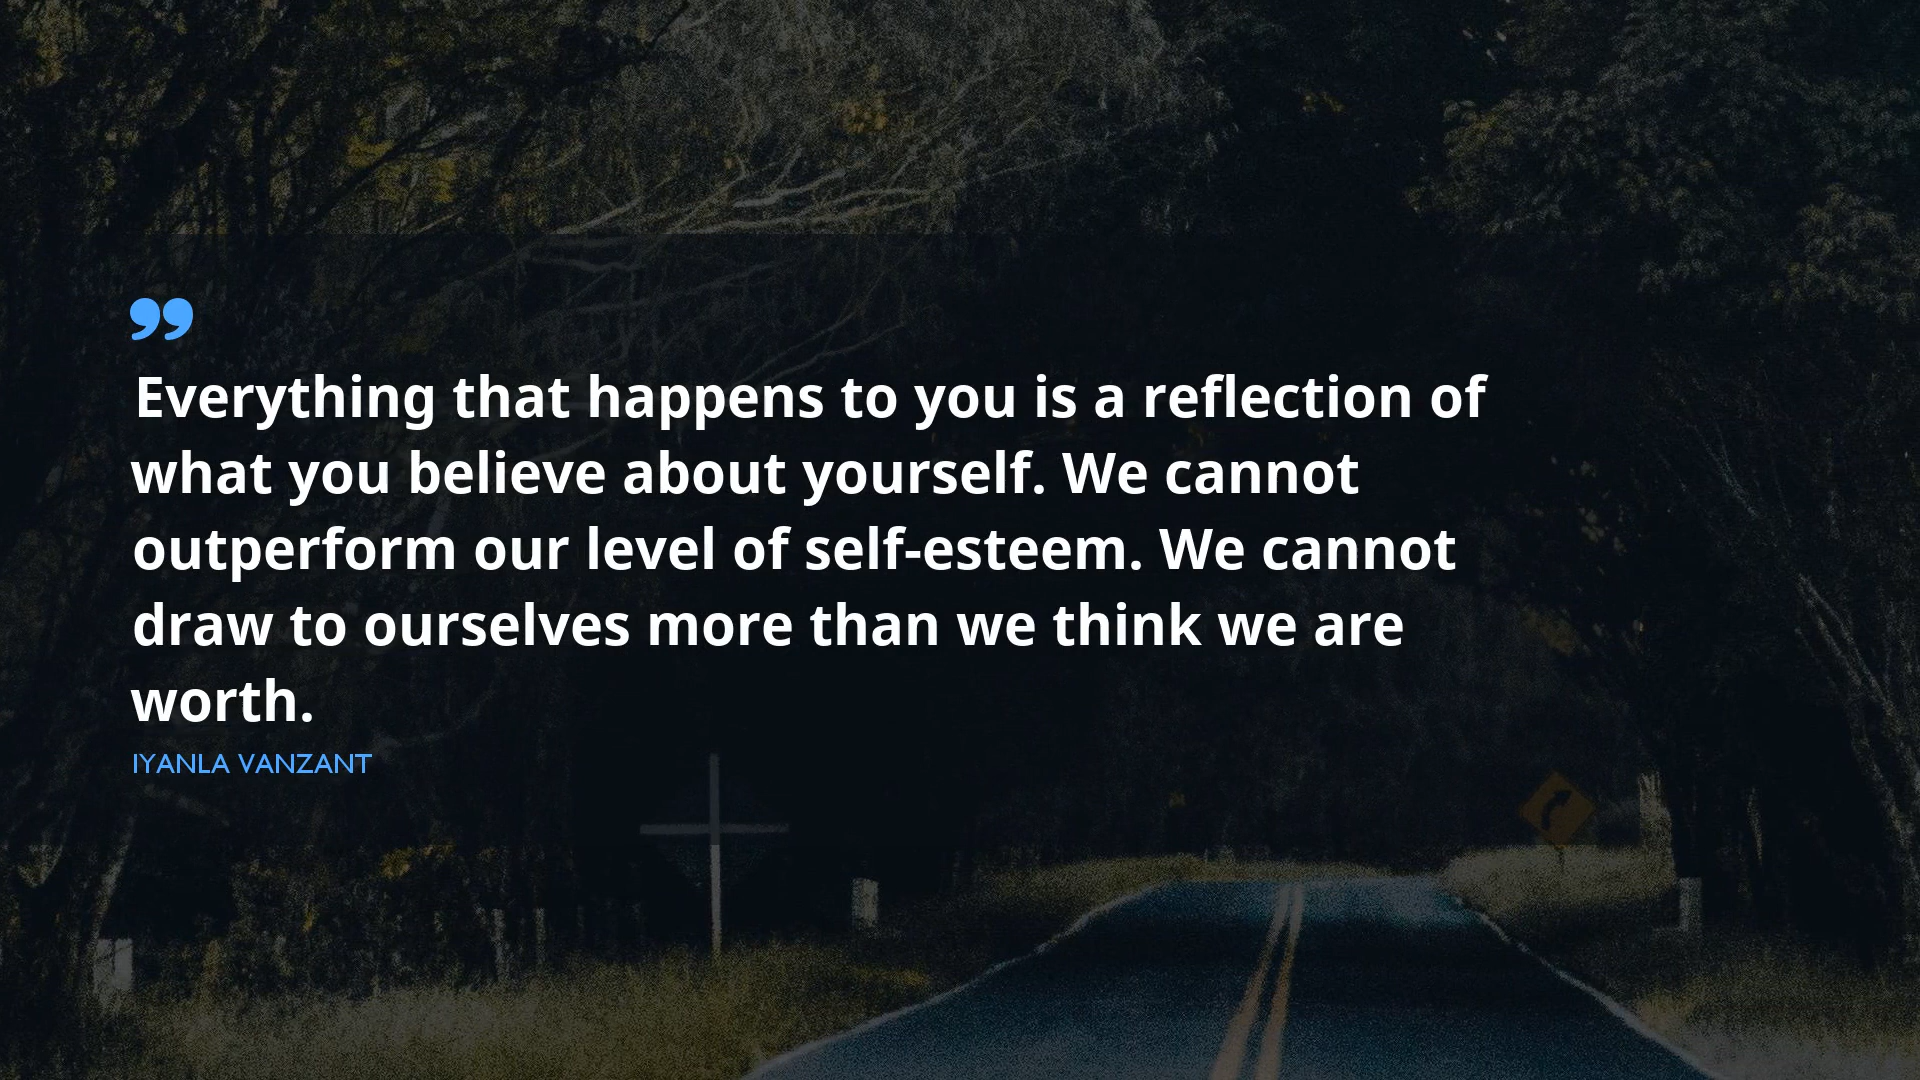 ”
Everything that happens to you is a reflection of
what you believe about yourself. We cannot
outperform our level of self-esteem. We cannot
draw to ourselves more than we think we are
worth.
IYANLA VANZANT